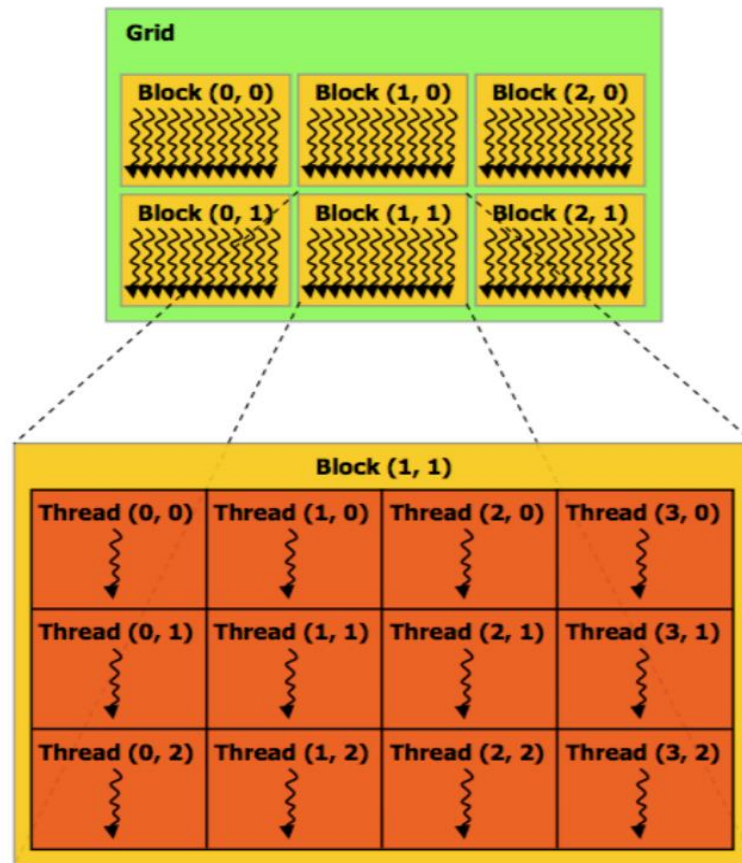 Grid
Block (0, 0) Block (1, 0) Block (2, 0)
Block (0, 1) Block (1, 1) Block (2, 1)
Block (1, 1)
Thread (0, 0) Thread (1, 0) Thread (2, 0) Thread (3, 0)
Thread (0, 1) Thread (1, 1) Thread (2, 1) Thread (3, 1)
Thread (0, 2) Thread (1, 2) Thread (2, 2) Thread (3, 2)